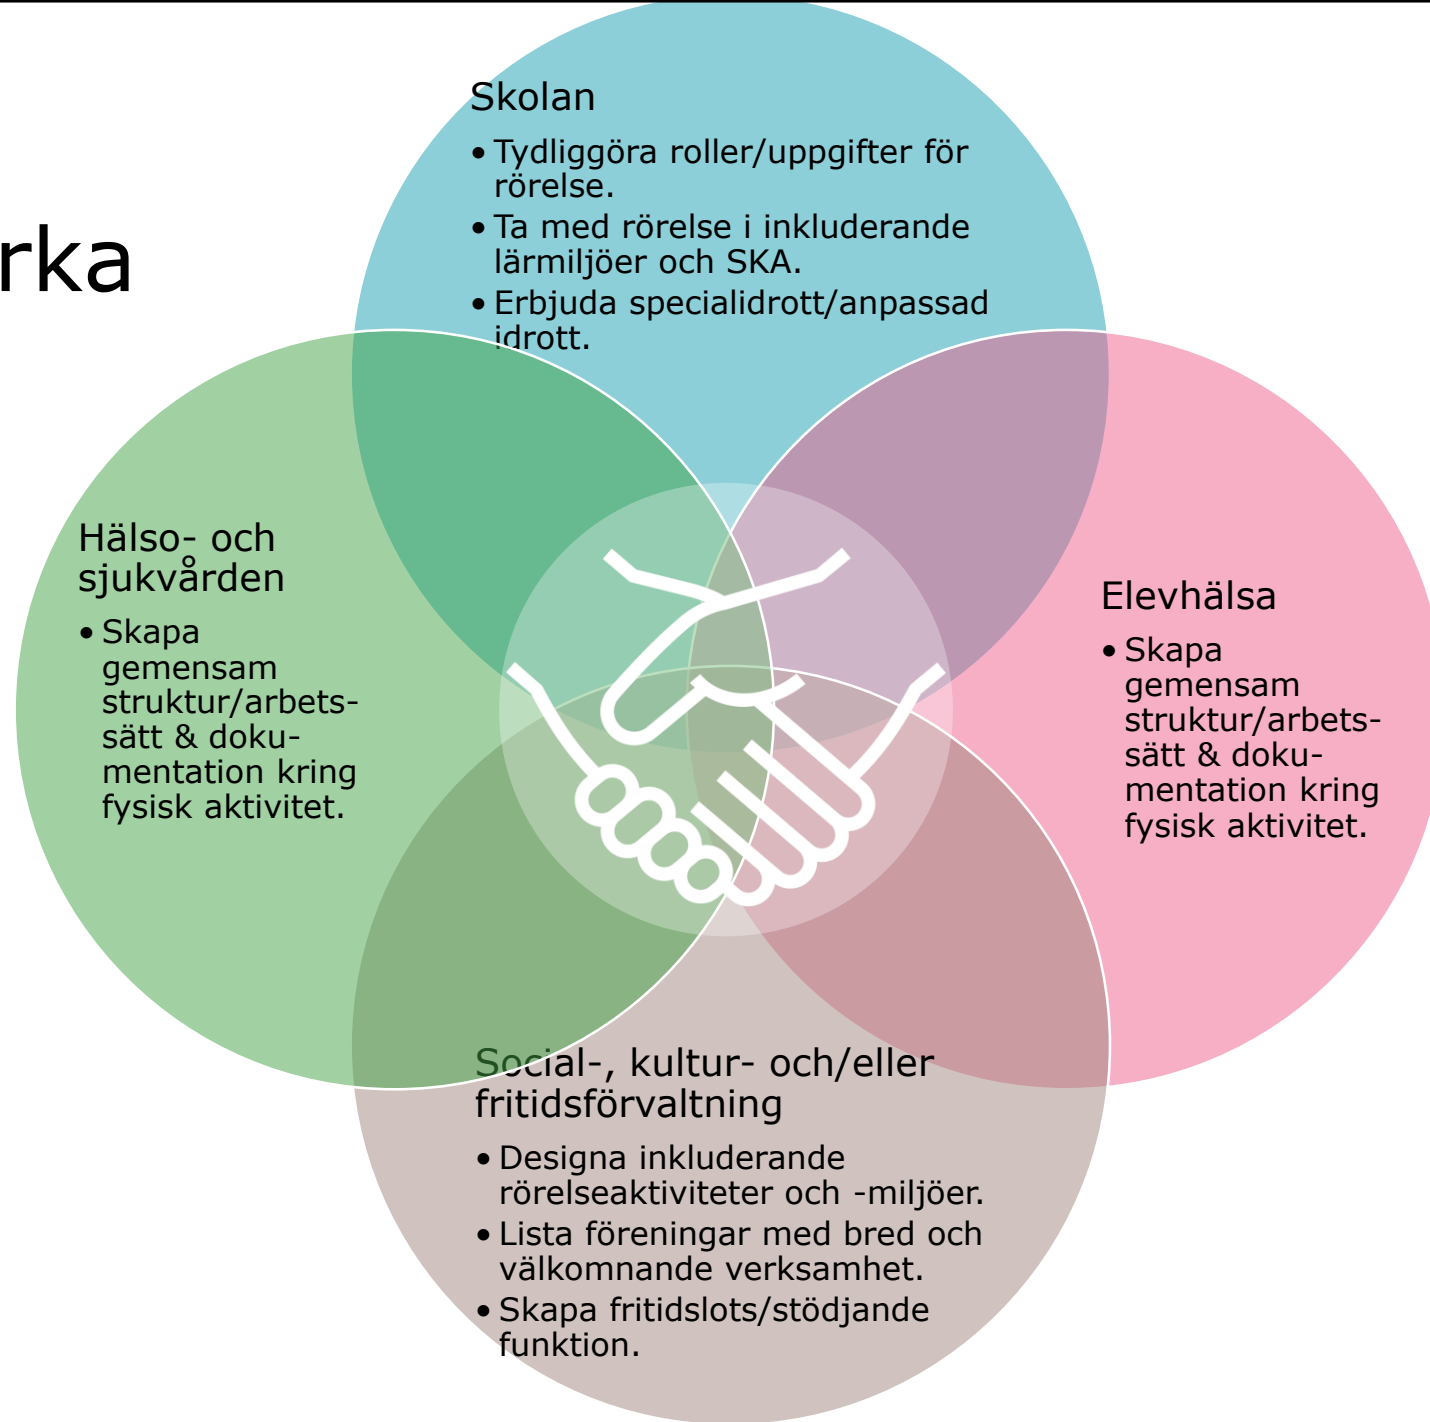 rka
Skolan
• Tydliggöra roller/uppgifter för
rörelse.
• Ta med rörelse i inkluderande
lärmiljöer och SKA.
• Erbjuda specialidrott/anpassad
idrott.
Hälso- och
sjukvården
• Skapa
gemensam
struktur/arbets-
sätt & doku-
mentation kring
fysisk aktivitet.
Elevhälsa
• Skapa
gemensam
struktur/arbets-
sätt & doku-
mentation kring
fysisk aktivitet.
Social-, kultur- och/eller
fritidsförvaltning
• Designa inkluderande
rörelseaktiviteter och -miljöer.
• Lista föreningar med bred och
välkomnande verksamhet.
• Skapa fritidslots/stödjande
funktion.